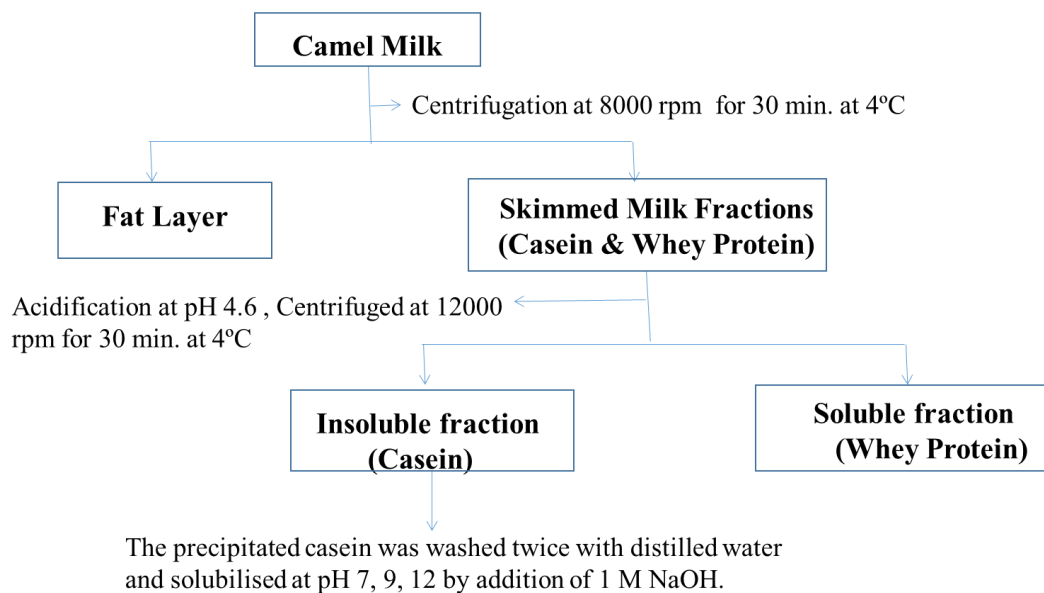 Camel Milk
Centrifugation at 8000 rpm for 30 min. at 4ºC
Fat Layer
Skimmed Milk Fractions
(Casein & Whey Protein)
Acidification at pH 4.6 , Centrifuged at 12000
rpm for 30 min. at 4ºC
Insoluble fraction
(Casein)
Soluble fraction
(Whey Protein)
The precipitated casein was washed twice with distilled water
and solubilised at pH 7, 9, 12 by addition of 1 M NaOH.